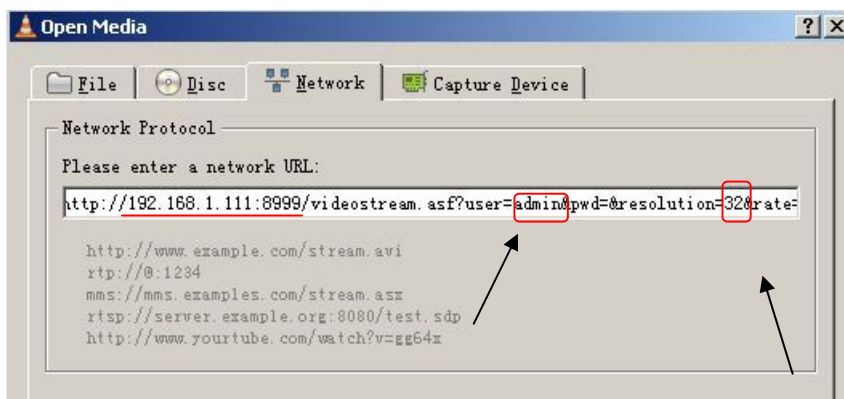 Open Media
File Disc Network Capture Device
Network Protocol
Please enter a network URL:
http://192.168.1.111:8999/videostream.asf?user=admin&pwd=&resolution=32&rate=
http://www.example.com/stream.avi
rtp://@:1234
mms://mms.examples.com/stream.asx
rtsp://server.example.org:8080/test.sdp
http://www.yourtube.com/watch?v=gg64x